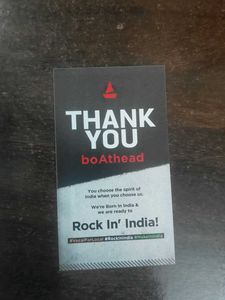 THANK
YOU
boAthead
You choose the spirit of
India when you choose us.
We're Born In India &
we are ready to
Rock In' India!
#VocalForLocal #RockInIndia #MakeInIndia